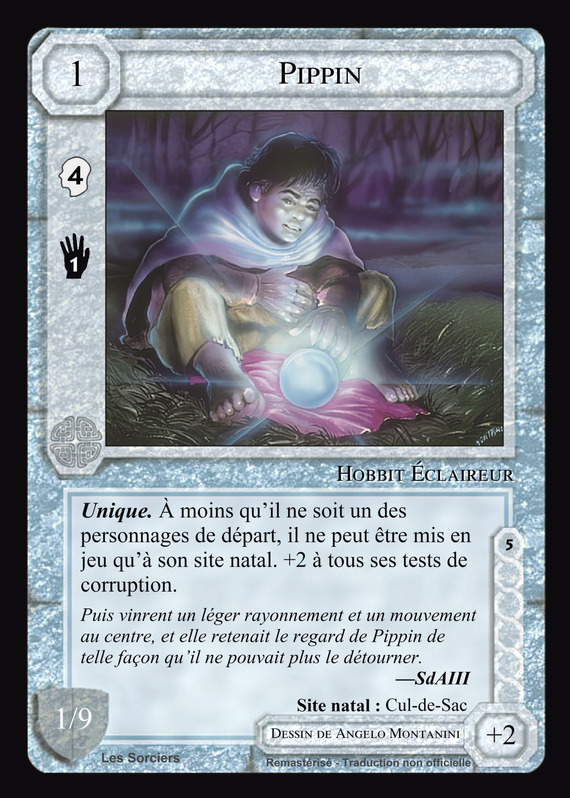 1
Pippin
4
1
Hobbit Éclaireur
Unique. À moins qu'il ne soit un des
personnages de départ, il ne peut être mis en
jeu qu'à son site natal. +2 à tous ses tests de
corruption.
5
Puis vinrent un léger rayonnement et un mouvement
au centre, et elle retenait le regard de Pippin de
telle façon qu'il ne pouvait plus le détourner.
—SdAIII
Site natal : Cul-de-Sac
1/9
Dessin de Angelo Montanini
+2
Les Sorciers
Remastérisé - Traduction non officielle